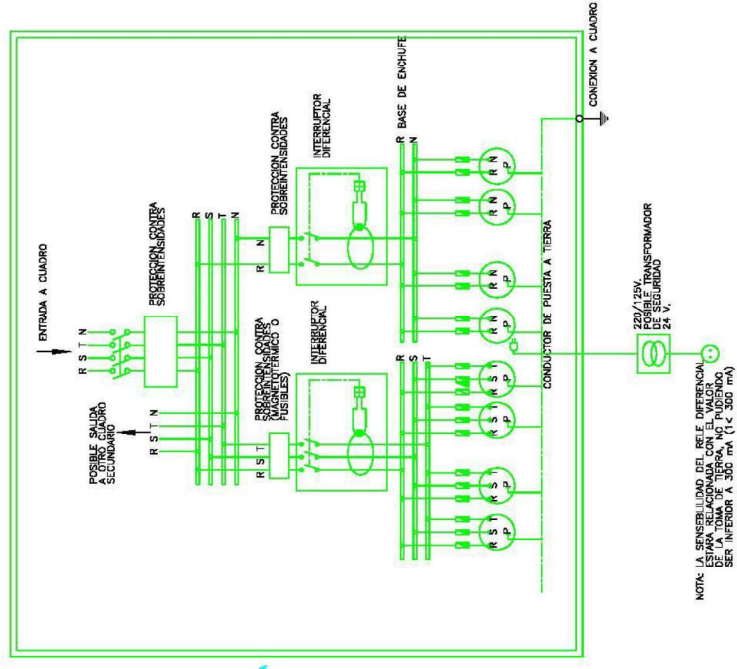 ENTRADA A CUADRO
R S T N
PROTECCION CONTRA
SOBREINTENSIDADES
POSIBLE SALIDA
A OTRO CUADRO
SECUNDARIO
R S T N
R
S
T
N
PROTECCION CONTRA
SOBREINTENSIDADES
(MAGNETOTERMICO O
FUSIBLES)
R S T
INTERRUPTOR
DIFERENCIAL
PROTECCION CONTRA
SOBREINTENSIDADES
R N
INTERRUPTOR
DIFERENCIAL
R
S
T
R BASE DE ENCHUFE
N
R S T
P
R S T
P
R S T
P
R S T
P
R N
P
R N
P
R N
P
R N
P
CONDUCTOR DE PUESTA A TIERRA
CONEXION A CUADRO
220/125V.
POSIBLE TRANSFORMADOR
DE SEGURIDAD
24 V.
NOTA: LA SENSEBILILIDAD DEL RELE DIFERENCIAL
ESTARA RELACIONADA CON EL VALOR
DE LA TOMA DE TIERRA, NO PUDIENDO
SER INFERIOR A 300 mA (1< 300 mA)